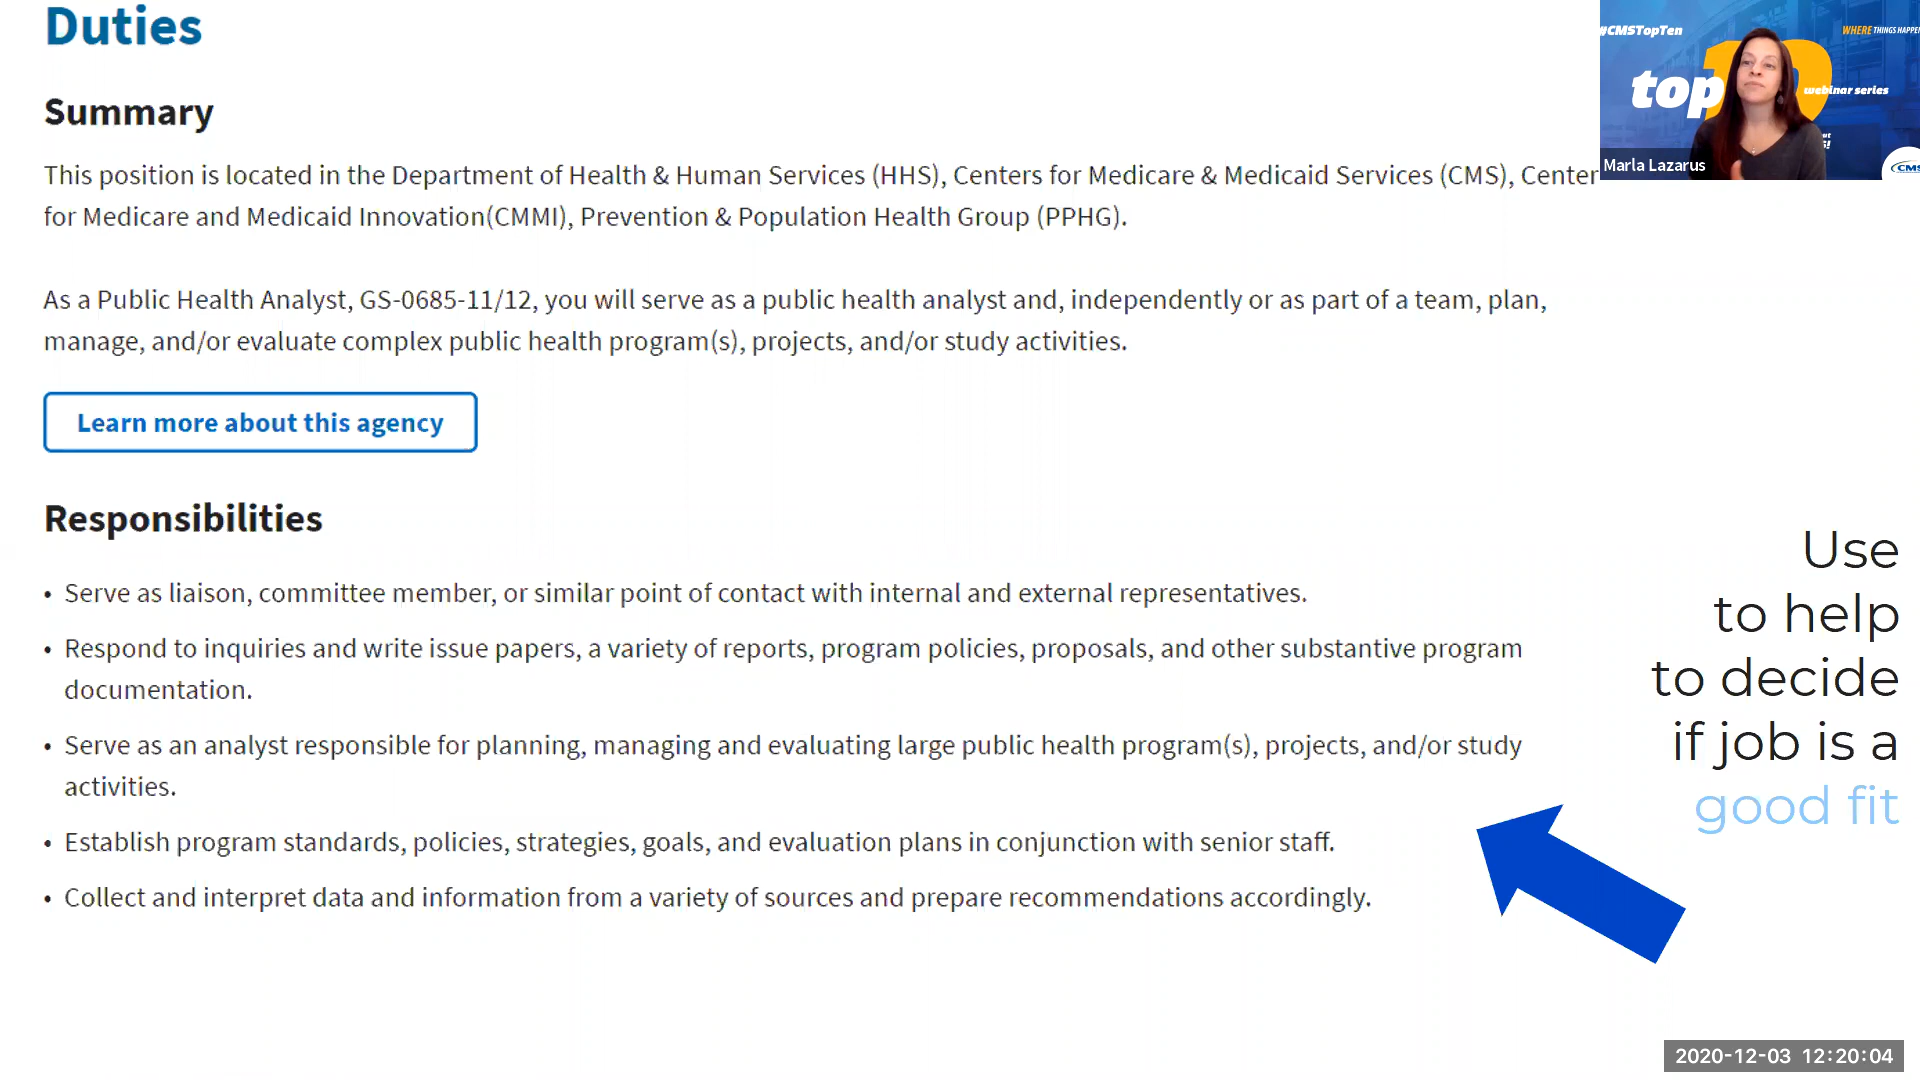 Duties
Summary
This position is located in the Department of Health & Human Services (HHS), Centers for Medicare & Medicaid Services (CMS), Center
for Medicare and Medicaid Innovation(CMMI), Prevention & Population Health Group (PPHG).
As a Public Health Analyst, GS-0685-11/12, you will serve as a public health analyst and, independently or as part of a team, plan,
manage, and/or evaluate complex public health program(s), projects, and/or study activities.
Learn more about this agency
Responsibilities
• Serve as liaison, committee member, or similar point of contact with internal and external representatives.
• Respond to inquiries and write issue papers, a variety of reports, program policies, proposals, and other substantive program
documentation.
• Serve as an analyst responsible for planning, managing and evaluating large public health program(s), projects, and/or study
activities.
• Establish program standards, policies, strategies, goals, and evaluation plans in conjunction with senior staff.
• Collect and interpret data and information from a variety of sources and prepare recommendations accordingly.
Use
to help
to decide
if job is a
good fit
#CMSTopTen
WHERE THINGS HAPPE
top
webinar series
Marla Lazarus
CMS
2020-12-03 12:20:04